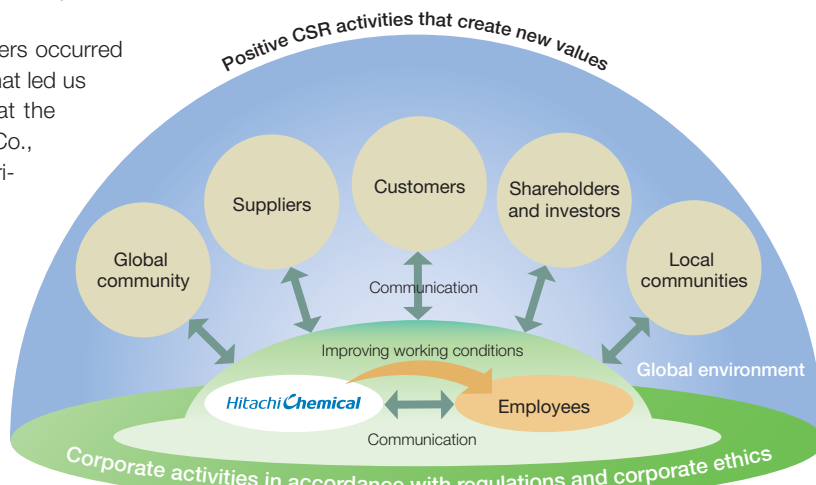 ers occurred
hat led us
at the
Co.,
ri-
Positive CSR activities that create new values
Customers
Suppliers
Shareholders
and investors
Global
community
Local
communities
Communication
Improving working conditions
Global environment
Hitachi Chemical
Employees
Communication
Corporate activities in accordance with regulations and corporate ethics